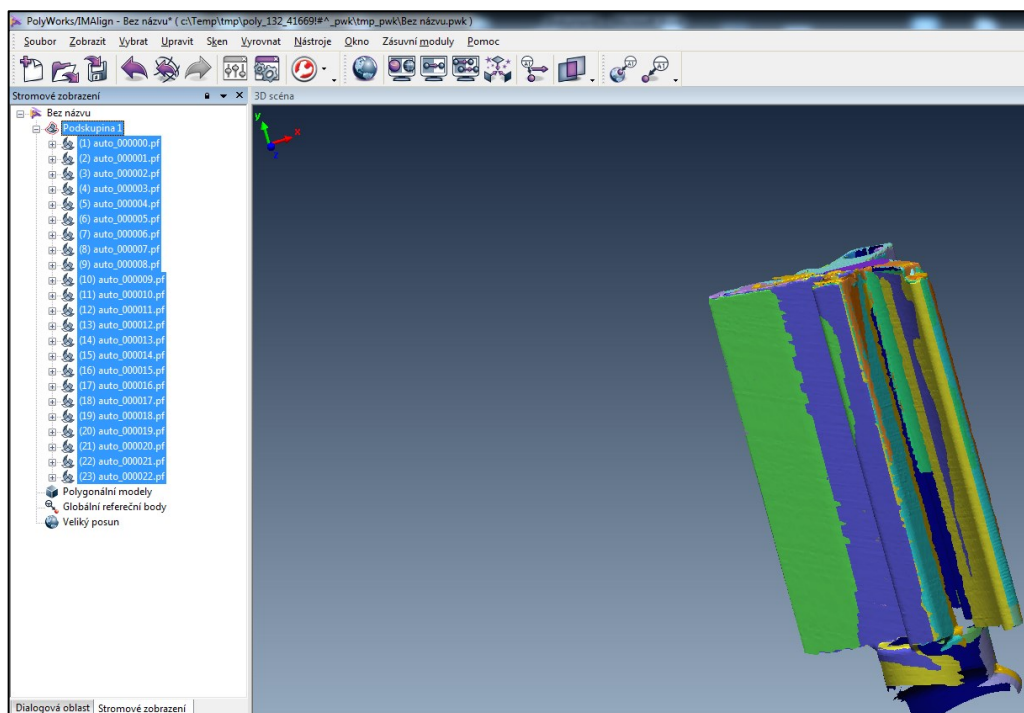 PolyWorks/IMAlign - Bez názvu* ( c:\Temp\tmp\poly_132_41669!#^_pwk\tmp_pwk\Bez názvu.pwk )
Soubor Zobrazit Vybrat Upravit Sken Vyrovnat Nástroje Okno Zásuvní moduly Pomoc
Stromové zobrazení
3D scéna
Bez názvu
Podskupina 1
(1) auto_000000.pf
(2) auto_000001.pf
(3) auto_000002.pf
(4) auto_000003.pf
(5) auto_000004.pf
(6) auto_000005.pf
(7) auto_000006.pf
(8) auto_000007.pf
(9) auto_000008.pf
(10) auto_000009.pf
(11) auto_000010.pf
(12) auto_000011.pf
(13) auto_000012.pf
(14) auto_000013.pf
(15) auto_000014.pf
(16) auto_000015.pf
(17) auto_000016.pf
(18) auto_000017.pf
(19) auto_000018.pf
(20) auto_000019.pf
(21) auto_000020.pf
(22) auto_000021.pf
(23) auto_000022.pf
Polygonální modely
Globální refereční body
Veliký posun
y
x
z
Dialogová oblast Stromové zobrazení